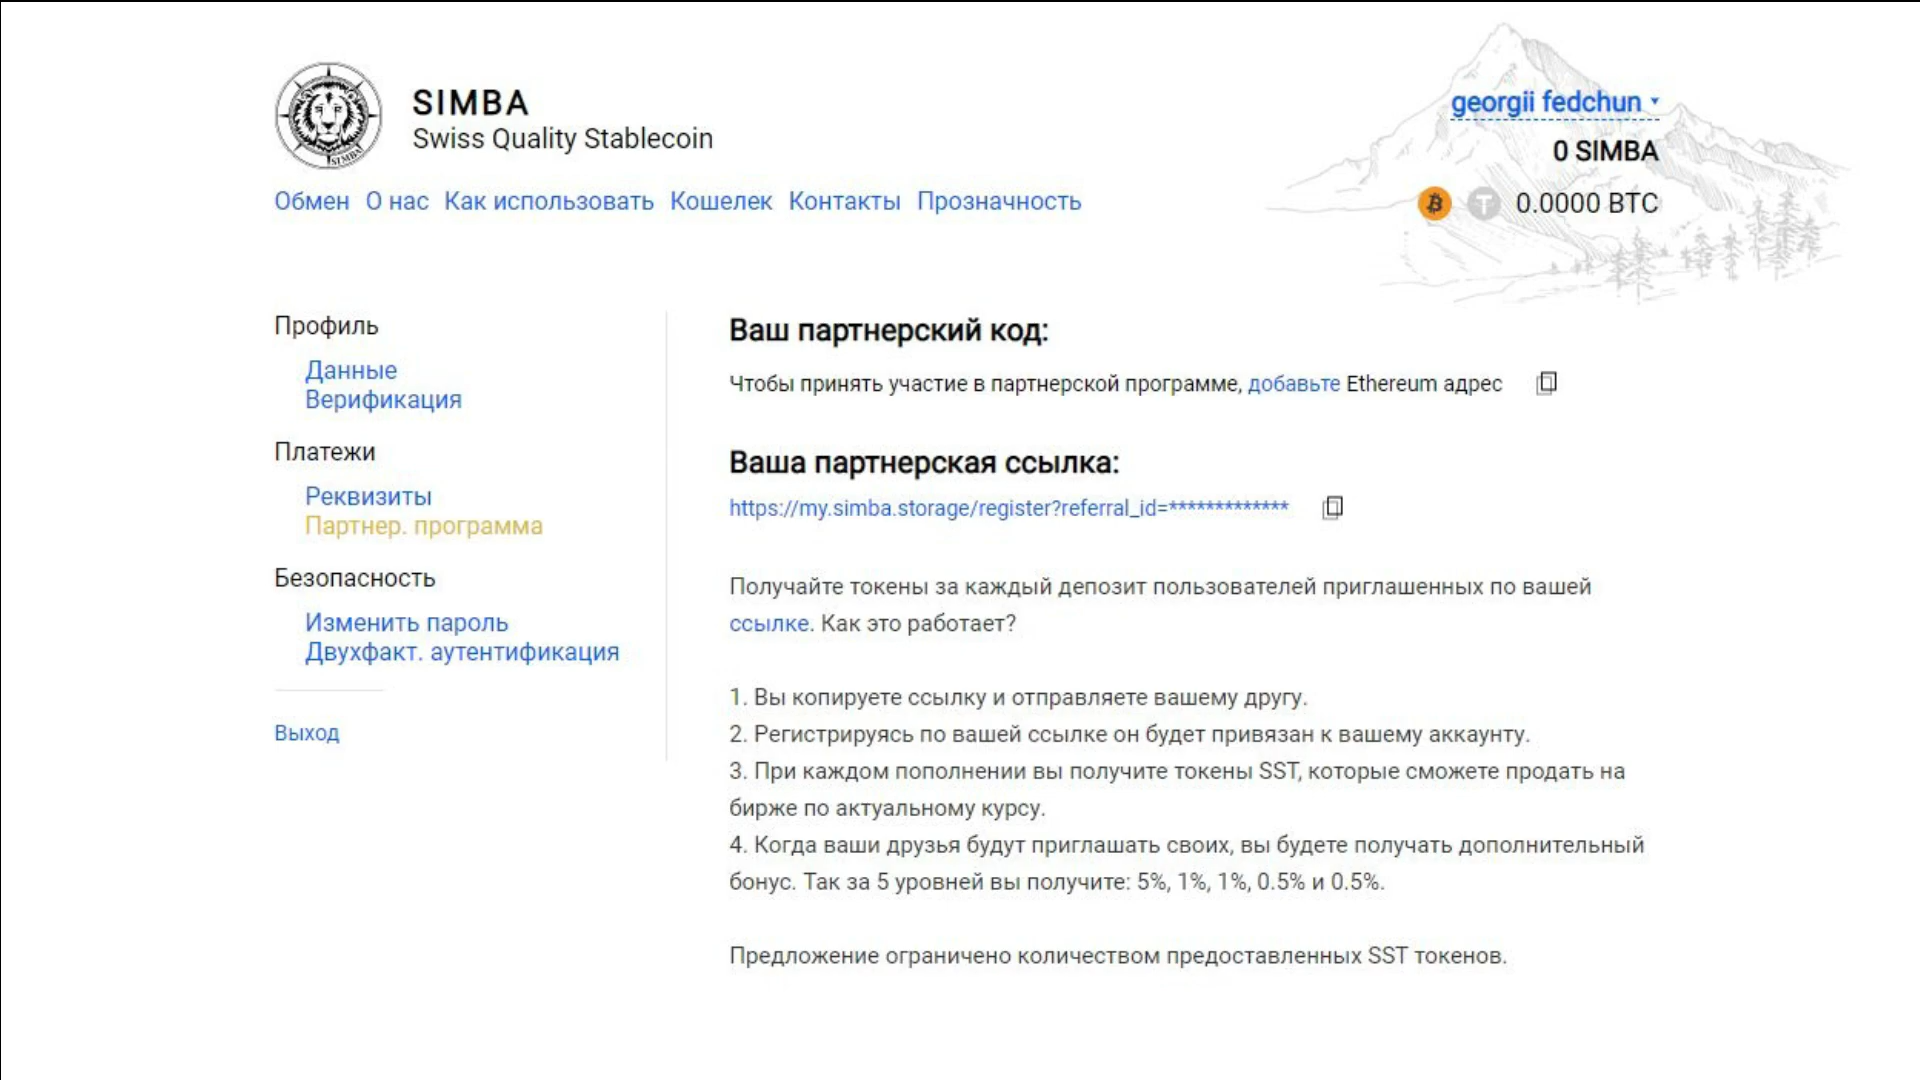 SIMBA
Swiss Quality Stablecoin
georgii fedchun
0 SIMBA
0.0000 BTC
Обмен О нас Как использовать Кошелек Контакты Прозначность
Профиль
Данные
Верификация
Платежи
Реквизиты
Партнер. программа
Безопасность
Изменить пароль
Двухфакт. аутентификация
Выход
Ваш партнерский код:
Чтобы принять участие в партнерской программе, добавьте Ethereum адрес
Ваша партнерская ссылка:
https://my.simba.storage/register?referral_id=*************
Получайте токены за каждый депозит пользователей приглашенных по вашей
ссылке. Как это работает?
1. Вы копируете ссылку и отправляете вашему другу.
2. Регистрируясь по вашей ссылке он будет привязан к вашему аккаунту.
3. При каждом пополнении вы получите токены SST, которые сможете продать на
бирже по актуальному курсу.
4. Когда ваши друзья будут приглашать своих, вы будете получать дополнительный
бонус. Так за 5 уровней вы получите: 5%, 1%, 1%, 0.5% и 0.5%.
Предложение ограничено количеством предоставленных SST токенов.
SIMBA